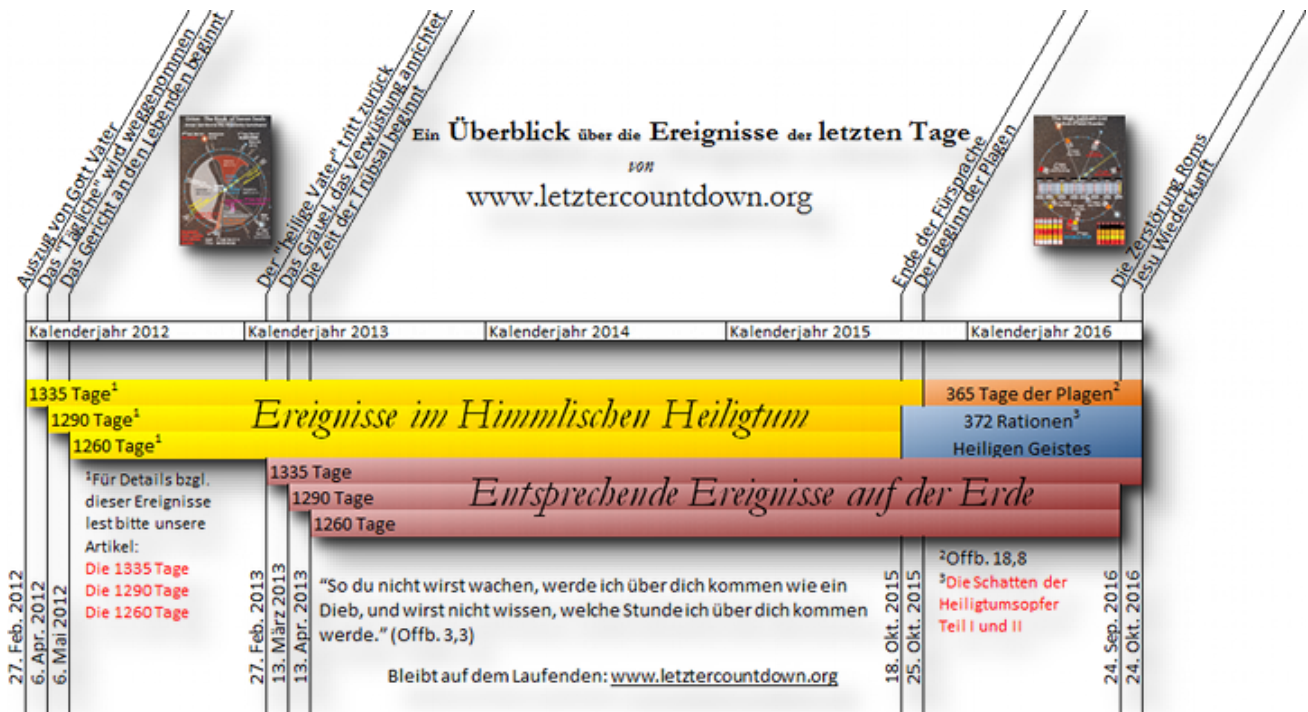 Auszug von Gott Vater
Das "Tägliche" wird weggenommen
Das Gericht an den Lebenden beginnt
Der "heilige Vater" tritt zurück
Das Gräuel, das Verwüstung anrichtet
Die Zeit der Trübsal beginnt
Ein Überblick über die Ereignisse der letzten Tage
von
www.letztercountdown.org
Ende der Fürsprache
Der Beginn der Plagen
Die Zerstörung Roms
Jesu Wiederkunft
Kalenderjahr 2012
Kalenderjahr 2013
Kalenderjahr 2014
Kalenderjahr 2015
Kalenderjahr 2016
1335 Tage¹
1290 Tage¹
1260 Tage¹
Ereignisse im Himmlischen Heiligtum
365 Tage der Plagen²
372 Rationen³
Heiligen Geistes
1335 Tage
1290 Tage
1260 Tage
Entsprechende Ereignisse auf der Erde
¹Für Details bzgl.
dieser Ereignisse
lest bitte unsere
Artikel:
Die 1335 Tage
Die 1290 Tage
Die 1260 Tage
"So du nicht wirst wachen, werde ich über dich kommen wie ein
Dieb, und wirst nicht wissen, welche Stunde ich über dich kommen
werde." (Offb. 3,3)
Bleibt auf dem Laufenden: www.letztercountdown.org
²Offb. 18,8
³Die Schatten der
Heiligtumsopfer
Teil I und II
27. Feb. 2012
6. Apr. 2012
6. Mai 2012
27. Feb. 2013
13. März 2013
13. Apr. 2013
18. Okt. 2015
25. Okt. 2015
24. Sep. 2016
24. Okt. 2016